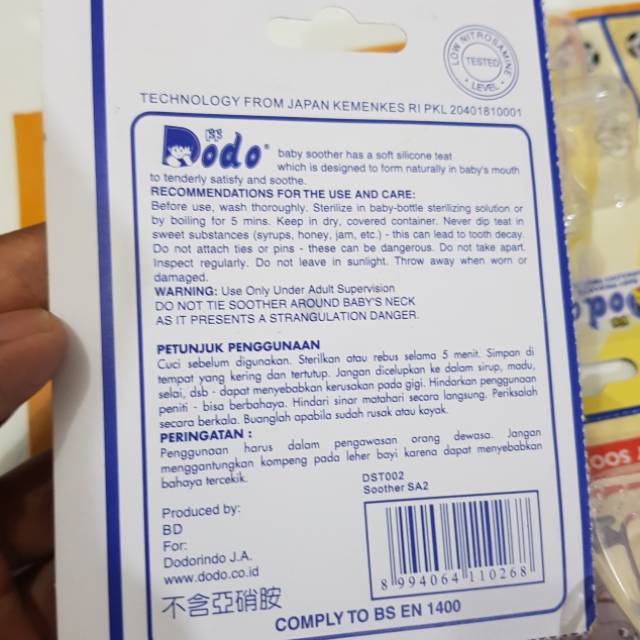 LOW NITROSAMINE
TESTED
LEVEL
TECHNOLOGY FROM JAPAN KEMENKES RI PKL 20401810001
Dodo® baby soother has a soft silicone teat
which is designed to form naturally in baby's mouth
to tenderly satisfy and soothe.
RECOMMENDATIONS FOR THE USE AND CARE:
Before use, wash thoroughly. Sterilize in baby-bottle sterilizing solution or
by boiling for 5 mins. Keep in dry, covered container. Never dip teat in
sweet substances (syrups, honey, jam, etc.) - this can lead to tooth decay.
Do not attach ties or pins - these can be dangerous. Do not take apart.
Inspect regularly. Do not leave in sunlight. Throw away when worn or
damaged.
WARNING: Use Only Under Adult Supervision
DO NOT TIE SOOTHER AROUND BABY'S NECK
AS IT PRESENTS A STRANGULATION DANGER.
PETUNJUK PENGGUNAAN
Cuci sebelum digunakan. Sterilkan atau rebus selama 5 menit. Simpan di
tempat yang kering dan tertutup. Jangan dicelupkan ke dalam sirup, madu,
selai, dsb - dapat menyebabkan kerusakan pada gigi. Hindarkan penggunaan
peniti - bisa berbahaya. Hindari sinar matahari secara langsung. Periksalah
secara berkala. Buanglah apabila sudah rusak atau koyak.
PERINGATAN :
Penggunaan harus dalam pengawasan orang dewasa. Jangan
menggantungkan kompeng pada leher bayi karena dapat menyebabkan
bahaya tercekik.
DST002
Soother SA2
Produced by:
BD
For:
Dodorindo J.A.
www.dodo.co.id
8 994064 110268
不含亞硝胺
COMPLY TO BS EN 1400
Dodo
SOO